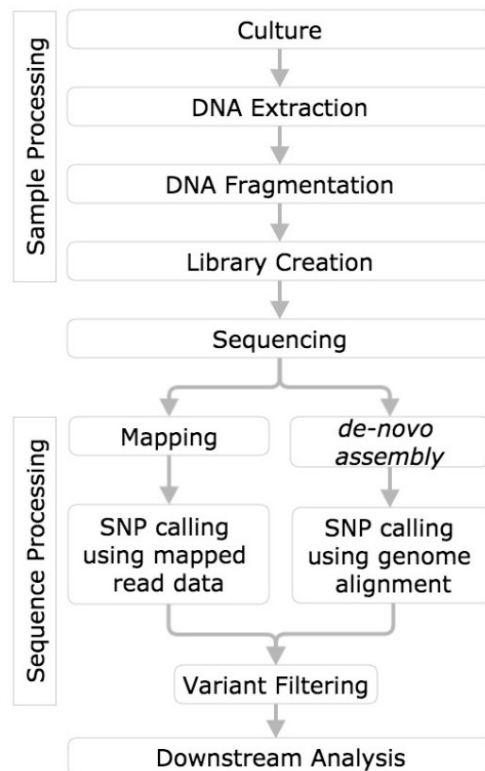 Sample Processing
Culture
DNA Extraction
DNA Fragmentation
Library Creation
Sequencing
Sequence Processing
Mapping
de-novo
assembly
SNP calling
using mapped
read data
SNP calling
using genome
alignment
Variant Filtering
Downstream Analysis